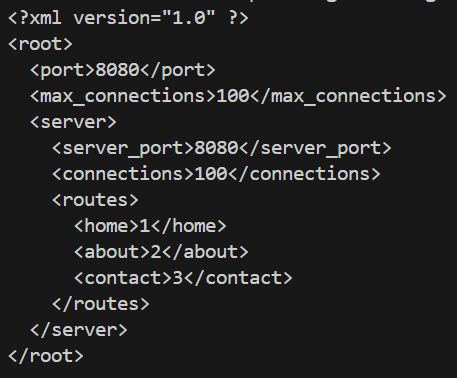 <?xml version="1.0" ?>
<root>
  <port>8080</port>
  <max_connections>100</max_connections>
  <server>
    <server_port>8080</server_port>
    <connections>100</connections>
    <routes>
      <home>1</home>
      <about>2</about>
      <contact>3</contact>
    </routes>
  </server>
</root>